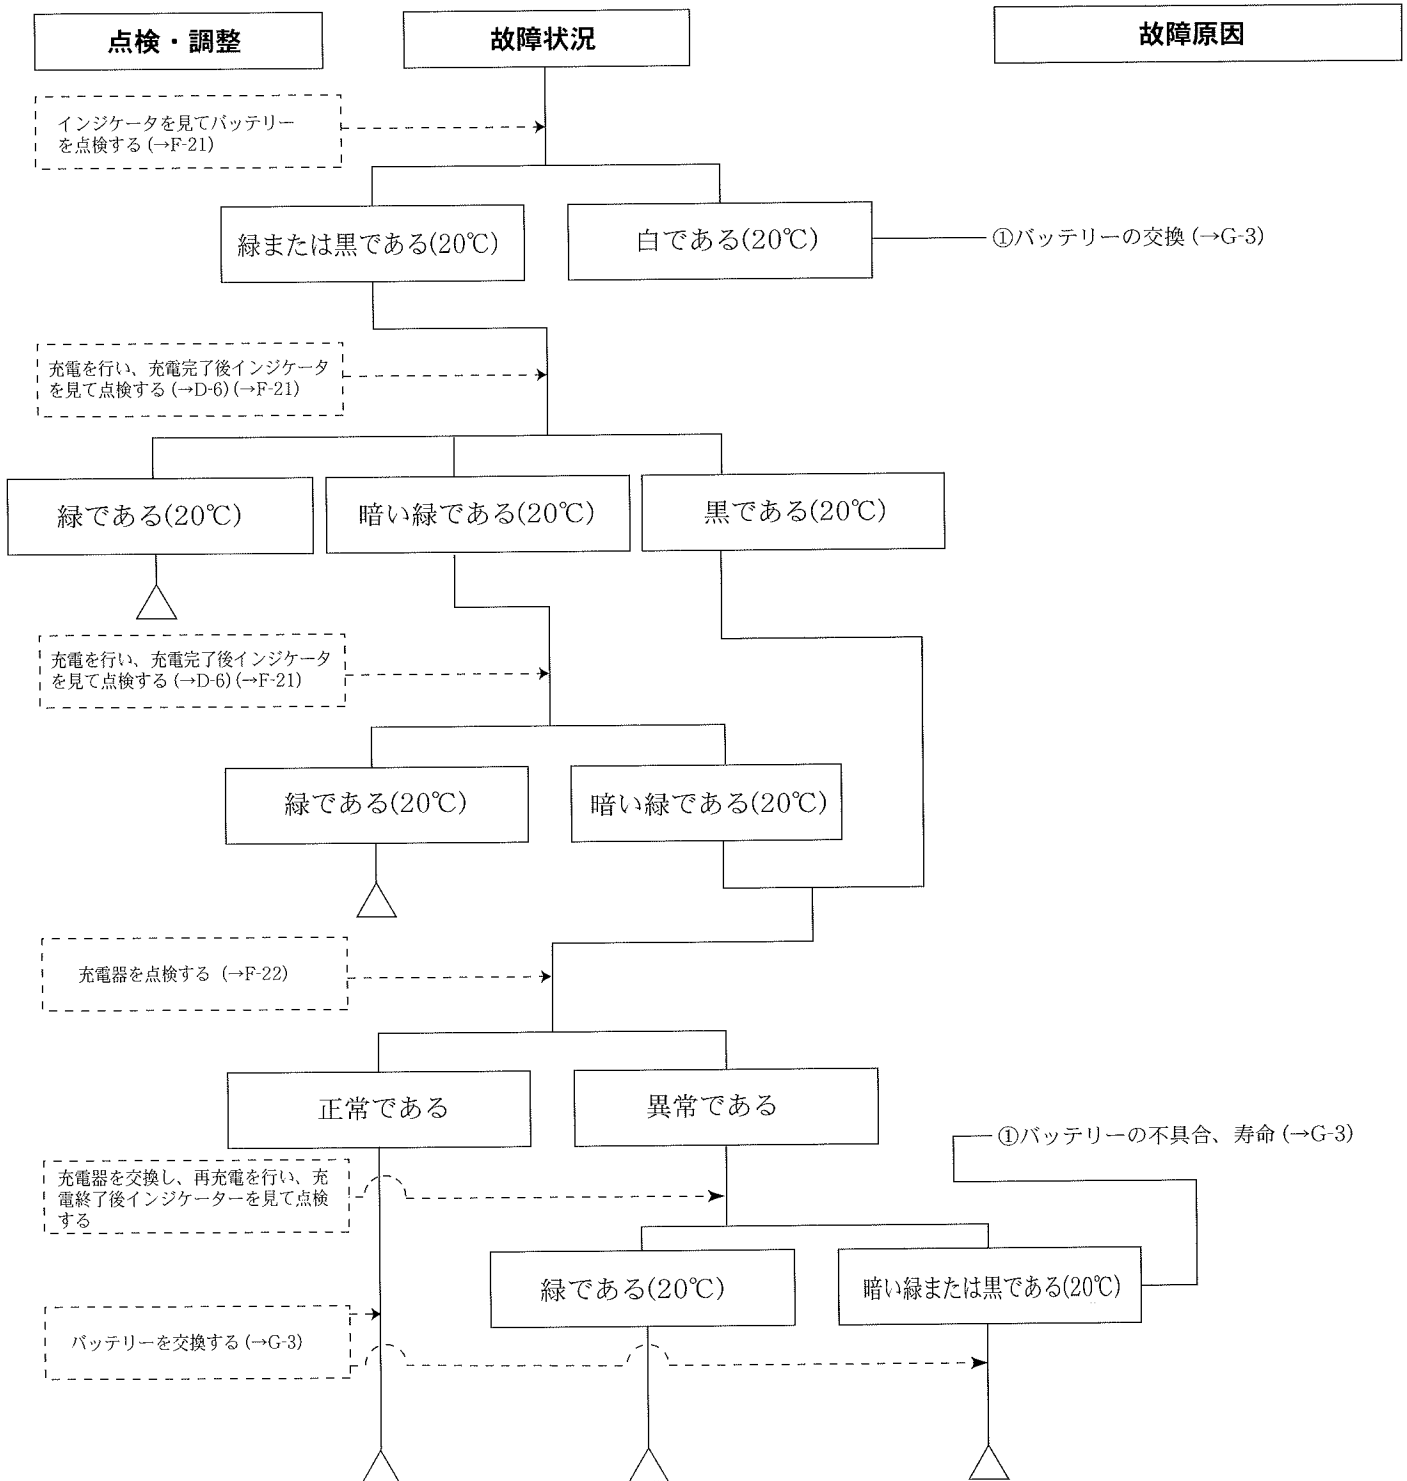 点検・調整
故障状況
故障原因
インジケータを見てバッテリー
を点検する(→F-21)
緑または黒である(20℃)
白である(20℃)
①バッテリーの交換(→G-3)
充電を行い、充電完了後インジケータ
を見て点検する(→D-6)(→F-21)
緑である(20℃)
暗い緑である(20℃)
黒である(20℃)
充電を行い、充電完了後インジケータ
を見て点検する(→D-6)(→F-21)
緑である(20℃)
暗い緑である(20℃)
充電器を点検する (→F-22)
正常である
異常である
①バッテリーの不具合、寿命(→G-3)
充電器を交換し、再充電を行い、充
電終了後インジケーターを見て点検
する
緑である(20℃)
暗い緑または黒である(20℃)
バッテリーを交換する(→G-3)